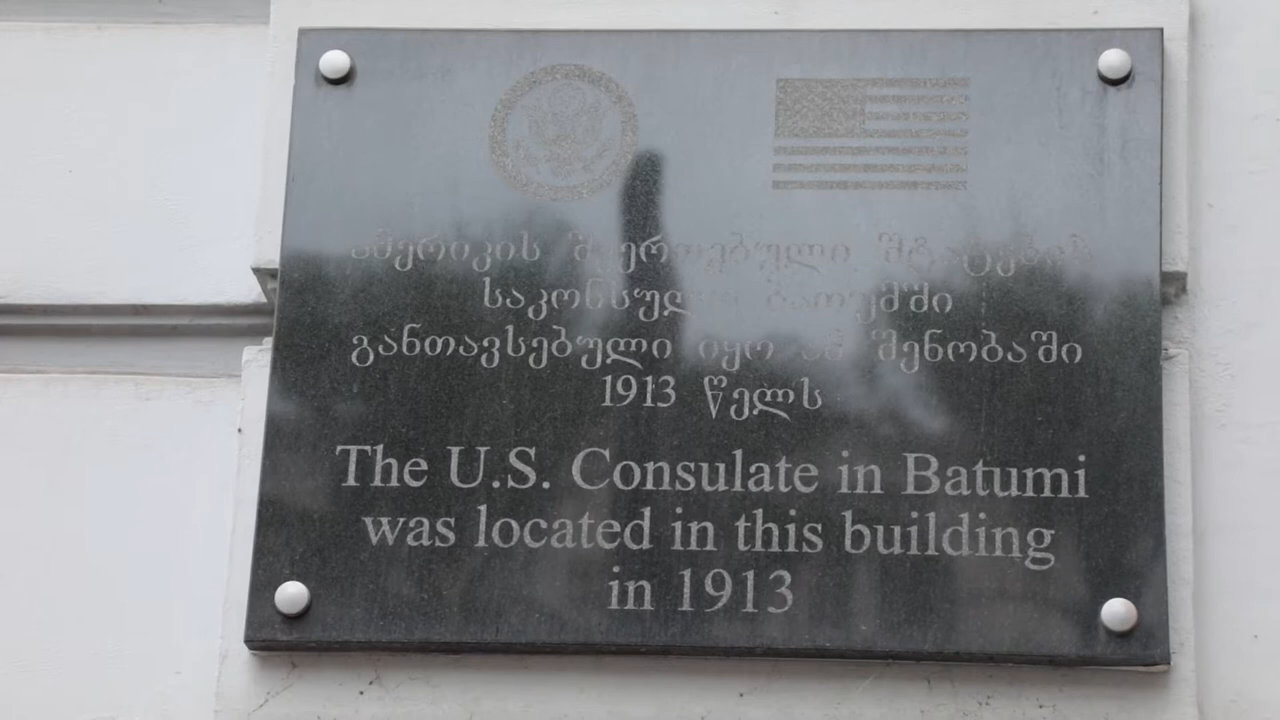 ამერიკის შეერთებული შტატების
საკონსულო ბათუმში
განთავსებული იყო ამ შენობაში
1913 წელს
The U.S. Consulate in Batumi
was located in this building
in 1913